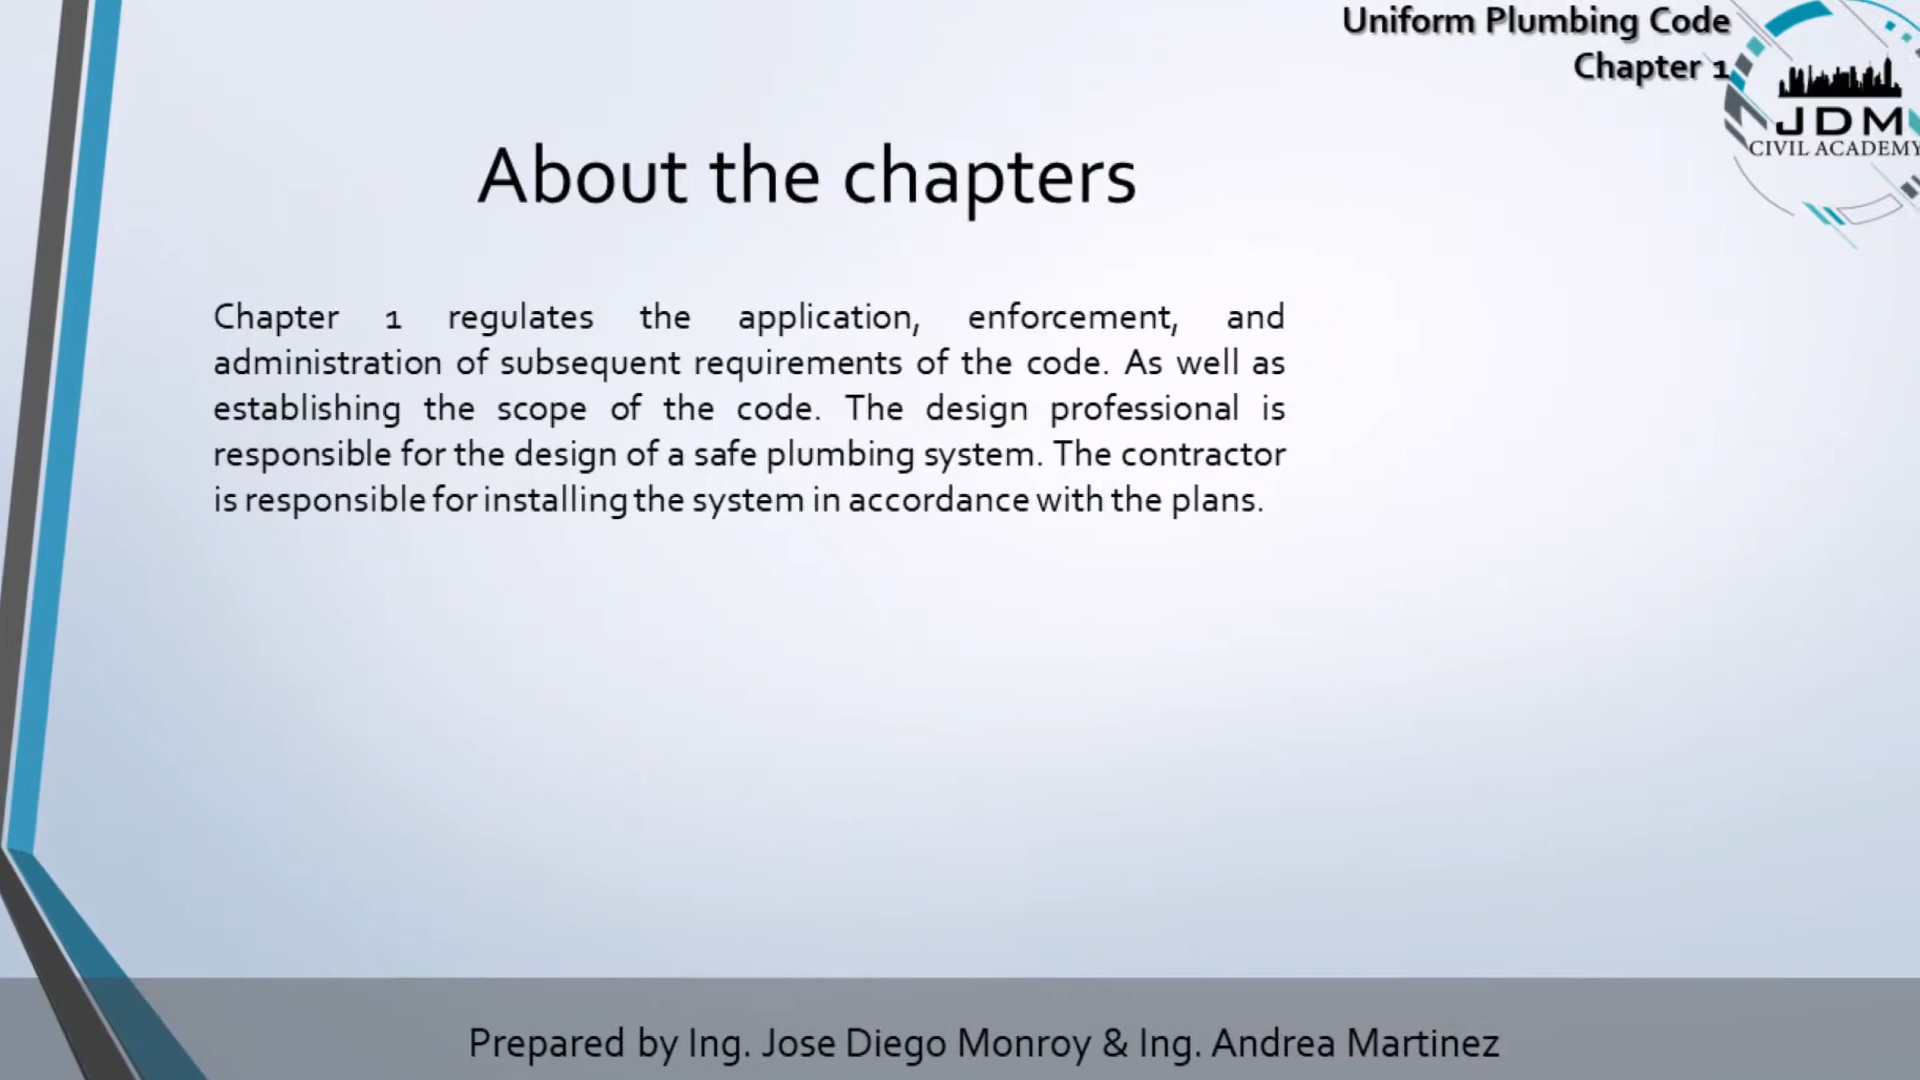 Uniform Plumbing Code
Chapter 1
JDM
CIVIL ACADEMY
About the chapters
Chapter 1 regulates the application, enforcement, and
administration of subsequent requirements of the code. As well as
establishing the scope of the code. The design professional is
responsible for the design of a safe plumbing system. The contractor
is responsible for installing the system in accordance with the plans.
Prepared by Ing. Jose Diego Monroy & Ing. Andrea Martinez